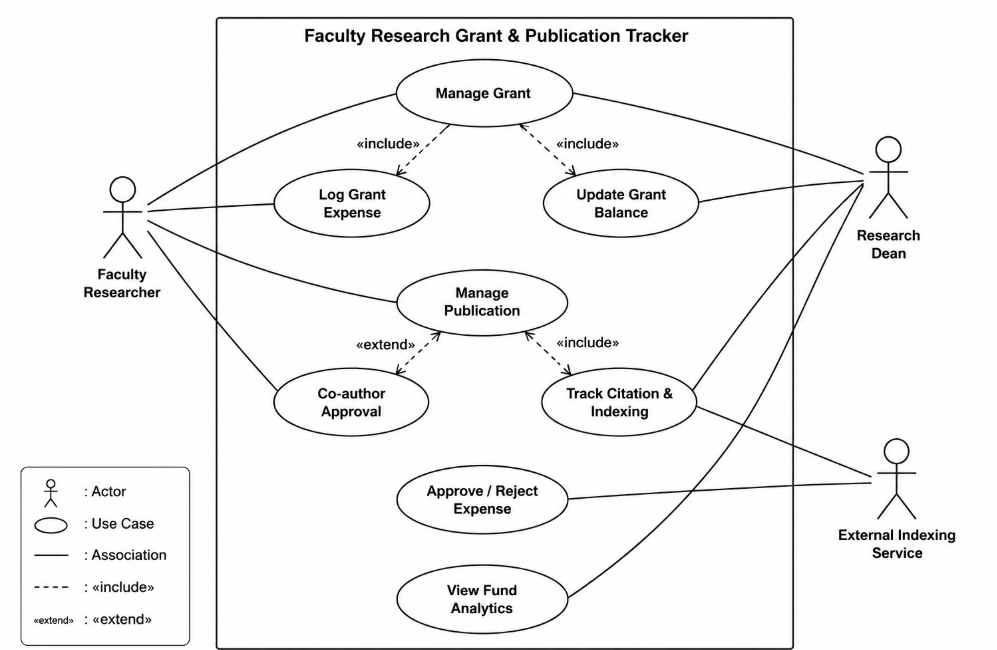 Faculty Research Grant & Publication Tracker
Manage Grant
«include»
«include»
Log Grant
Expense
Update Grant
Balance
Faculty
Researcher
Research
Dean
Manage
Publication
«extend»
«include»
Co-author
Approval
Track Citation &
Indexing
Approve / Reject
Expense
External Indexing
Service
View Fund
Analytics
: Actor
: Use Case
: Association
: «include»
«extend» : «extend»